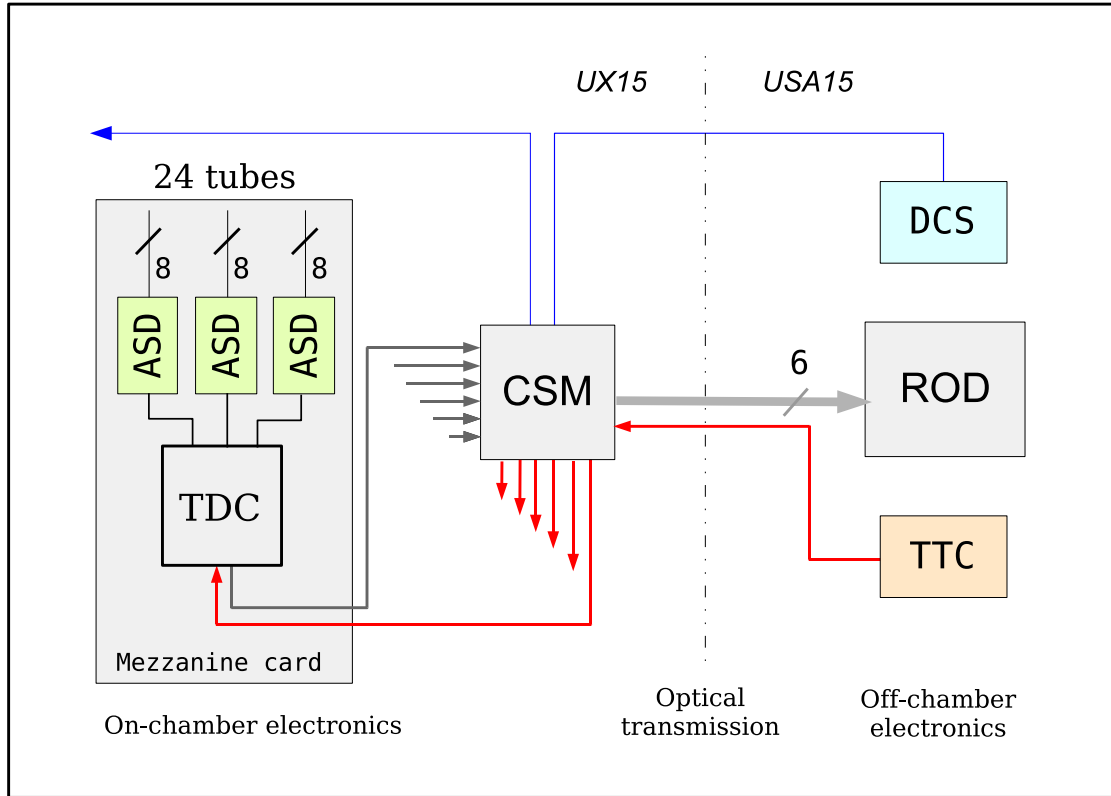 UX15
USA15
24 tubes
8
8
8
DCS
ASD
ASD
ASD
CSM
6
ROD
TDC
TTC
Mezzanine card
On-chamber electronics
Optical
transmission
Off-chamber
electronics